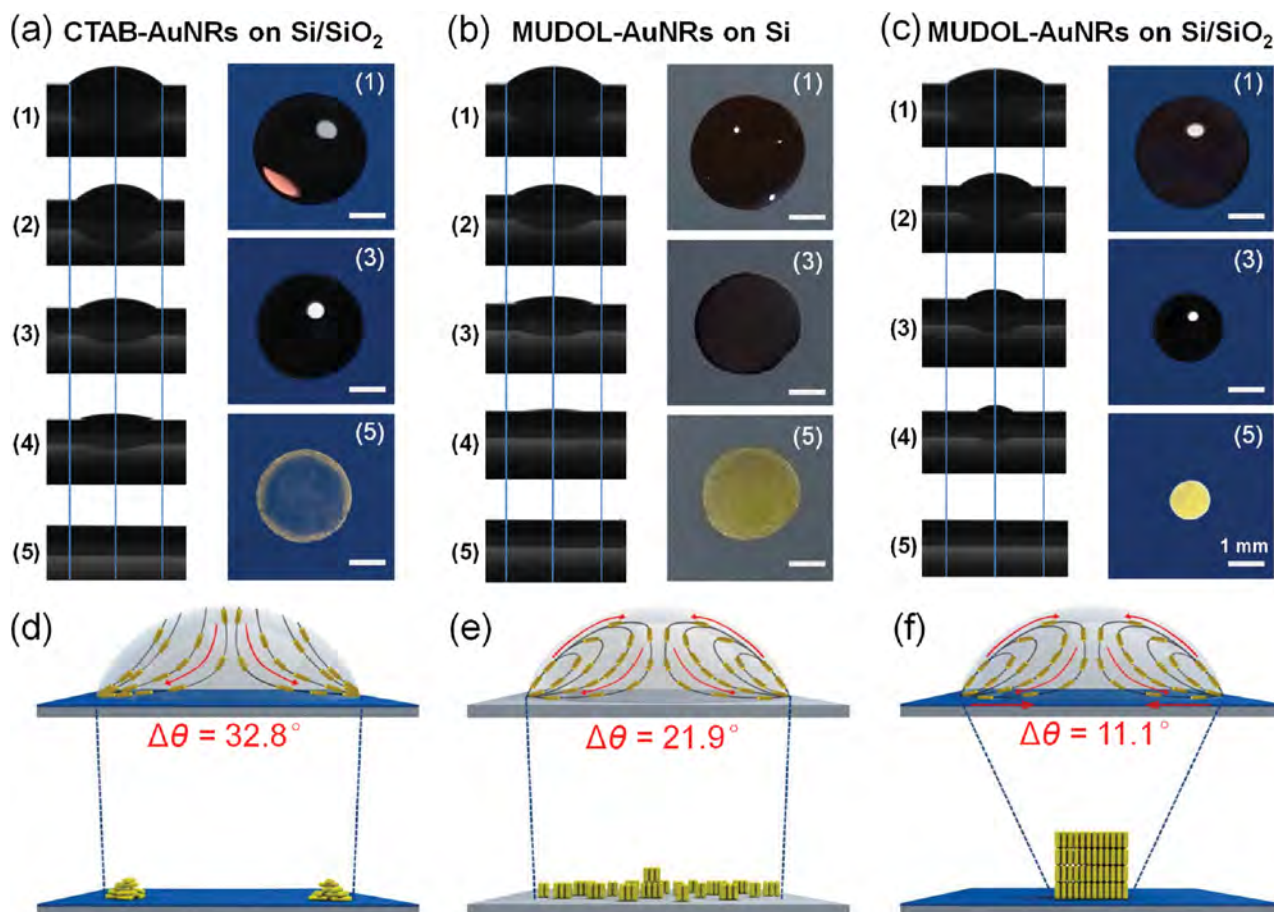 (a) CTAB-AuNRs on Si/SiO₂
(1)
(2)
(3)
(4)
(5)
(1)
(3)
(5)
(b) MUDOL-AuNRs on Si
(1)
(2)
(3)
(4)
(5)
(1)
(3)
(5)
(c) MUDOL-AuNRs on Si/SiO₂
(1)
(2)
(3)
(4)
(5)
(1)
(3)
(5)
1 mm
(d)
Δθ = 32.8°
(e)
Δθ = 21.9°
(f)
Δθ = 11.1°